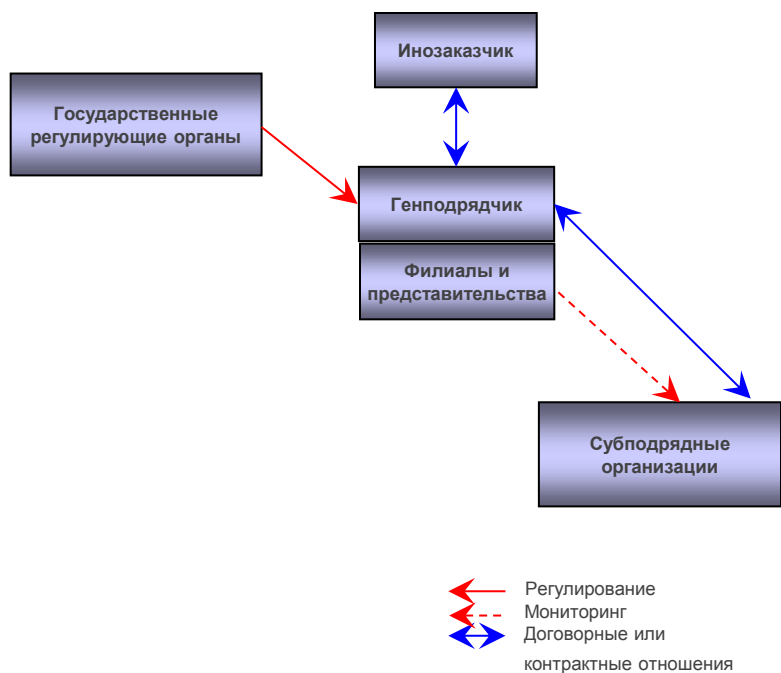 Инозаказчик
Государственные
регулирующие органы
Генподрядчик
Филиалы и
представительства
Субподрядные
организации
Регулирование
Мониторинг
Договорные или
контрактные отношения